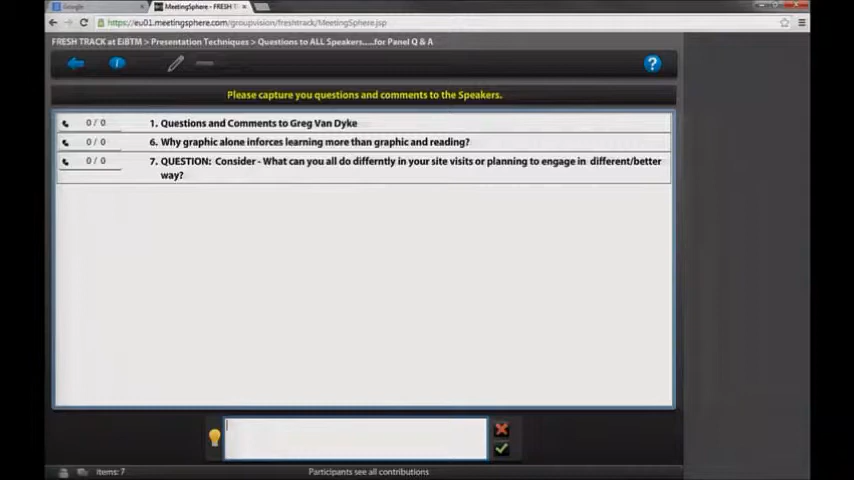 Google
MeetingSphere - FRESH T
https://eu01.meetingsphere.com/groupvision/freshtrack/MeetingSphere.jsp
FRESH TRACK at EiBTM > Presentation Techniques > Questions to ALL Speakers.....for Panel Q & A
Please capture you questions and comments to the Speakers.
0 / 0 1. Questions and Comments to Greg Van Dyke
0 / 0 6. Why graphic alone inforces learning more than graphic and reading?
0 / 0 7. QUESTION: Consider - What can you all do differntly in your site visits or planning to engage in different/better
way?
Items: 7 Participants see all contributions